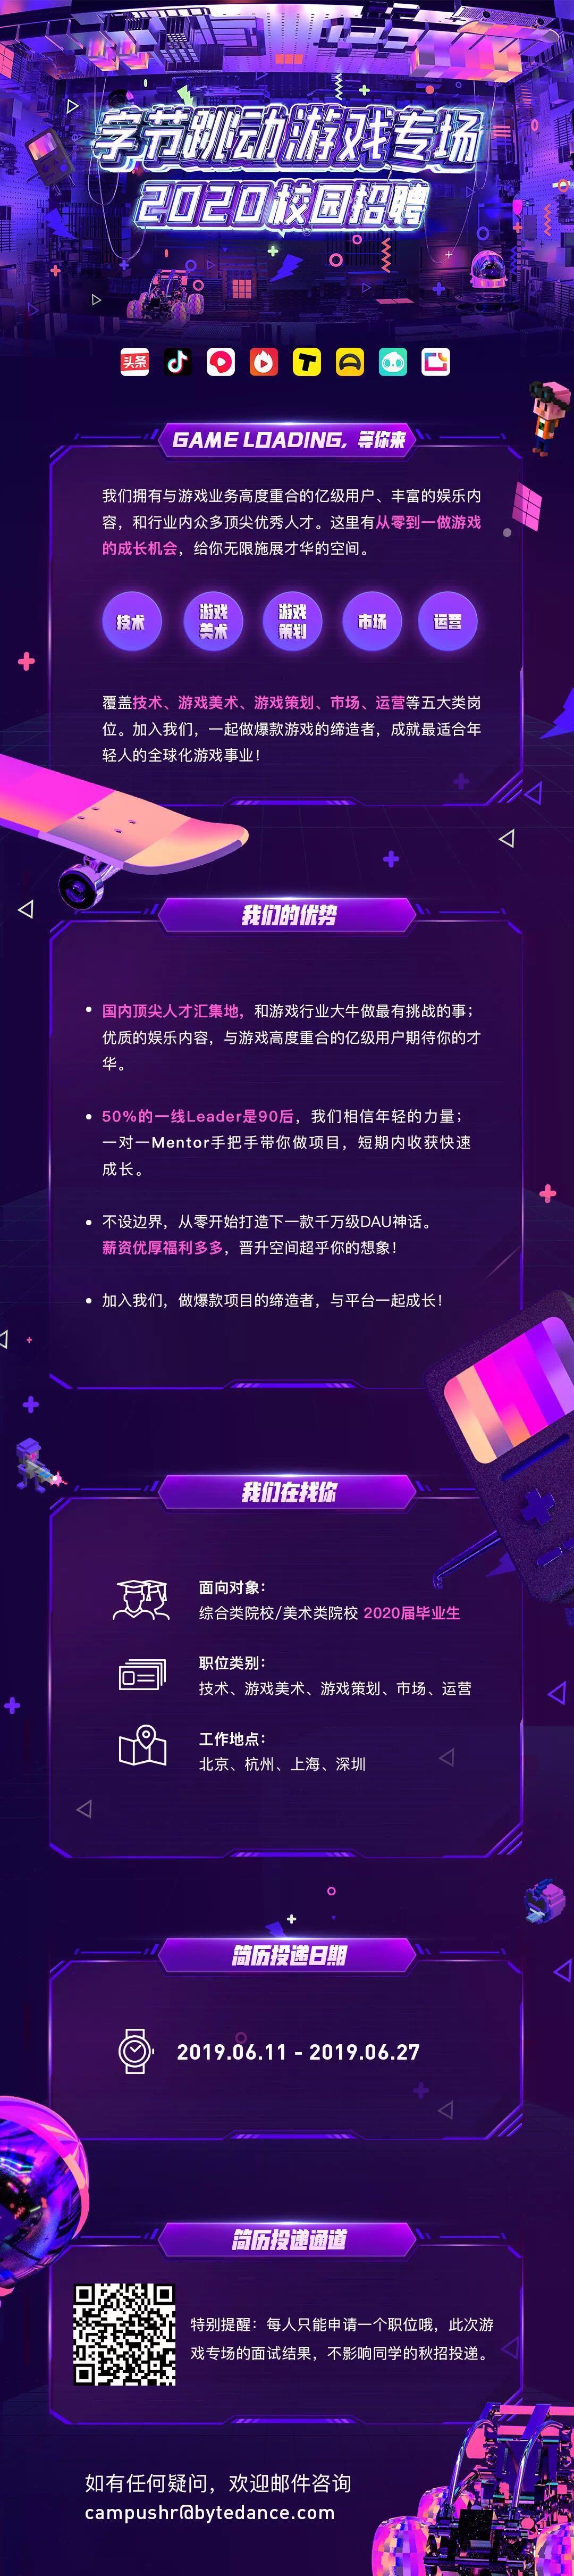 字节跳动游戏专场
2020校园招聘
头条
GAME LOADING, 等你来
我们拥有与游戏业务高度重合的亿级用户、丰富的娱乐内
容，和行业内众多顶尖优秀人才。这里有从零到一做游戏
的成长机会，给你无限施展才华的空间。
技术
游戏
美术
游戏
策划
市场
运营
覆盖技术、游戏美术、游戏策划、市场、运营等五大类岗
位。加入我们，一起做爆款游戏的缔造者，成就最适合年
轻人的全球化游戏事业！
我们的优势
国内顶尖人才汇集地，和游戏行业大牛做最有挑战的事；
优质的娱乐内容，与游戏高度重合的亿级用户期待你的才
华。
50%的一线Leader是90后，我们相信年轻的力量；
一对一Mentor手把手带你做项目，短期内收获快速
成长。
不设边界，从零开始打造下一款千万级DAU神话。
薪资优厚福利多多，晋升空间超乎你的想象！
加入我们，做爆款项目的缔造者，与平台一起成长！
我们在找你
面向对象：
综合类院校/美术类院校 2020届毕业生
职位类别：
技术、游戏美术、游戏策划、市场、运营
工作地点：
北京、杭州、上海、深圳
简历投递日期
2019.06.11 - 2019.06.27
简历投递通道
特别提醒：每人只能申请一个职位哦，此次游
戏专场的面试结果，不影响同学的秋招投递。
如有任何疑问，欢迎邮件咨询
campushr@bytedance.com